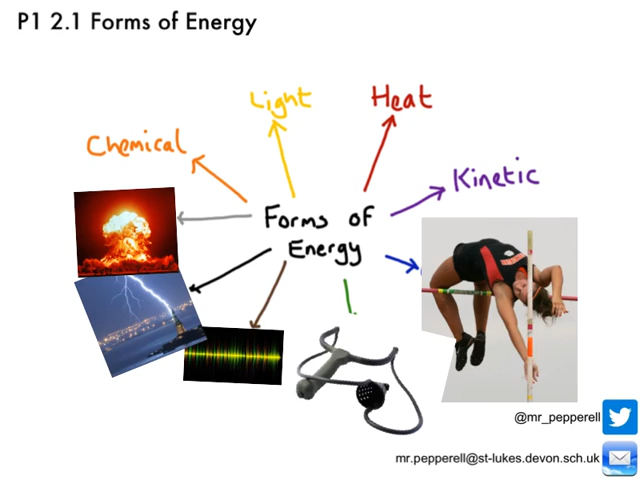 P1 2.1 Forms of Energy
Light
Heat
Chemical
Kinetic
Forms of
Energy
@mr_pepperell
mr.pepperell@st-lukes.devon.sch.uk